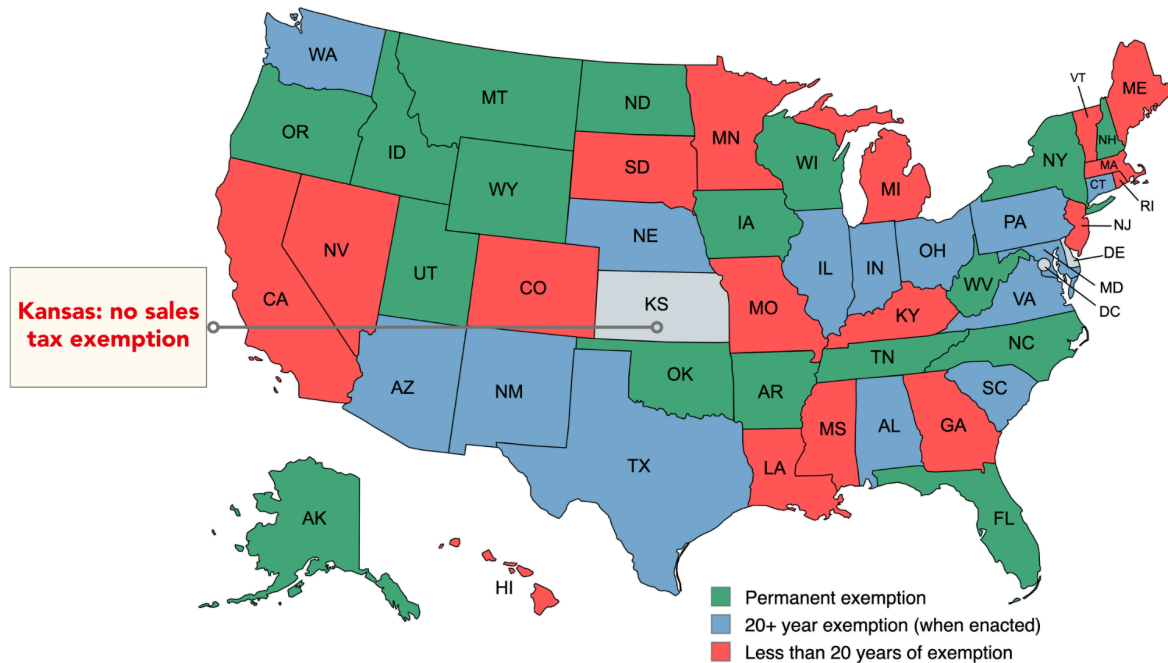 WA
MT
ND
MN
VT
ME
OR
ID
WY
SD
WI
MI
NY
NH
MA
CT
RI
NV
UT
CO
NE
IA
IL
IN
OH
PA
NJ
DE
MD
DC
CA
KS
MO
KY
WV
VA
Kansas: no sales
tax exemption
AZ
NM
OK
AR
TN
NC
SC
TX
LA
MS
AL
GA
FL
AK
HI
Permanent exemption
20+ year exemption (when enacted)
Less than 20 years of exemption